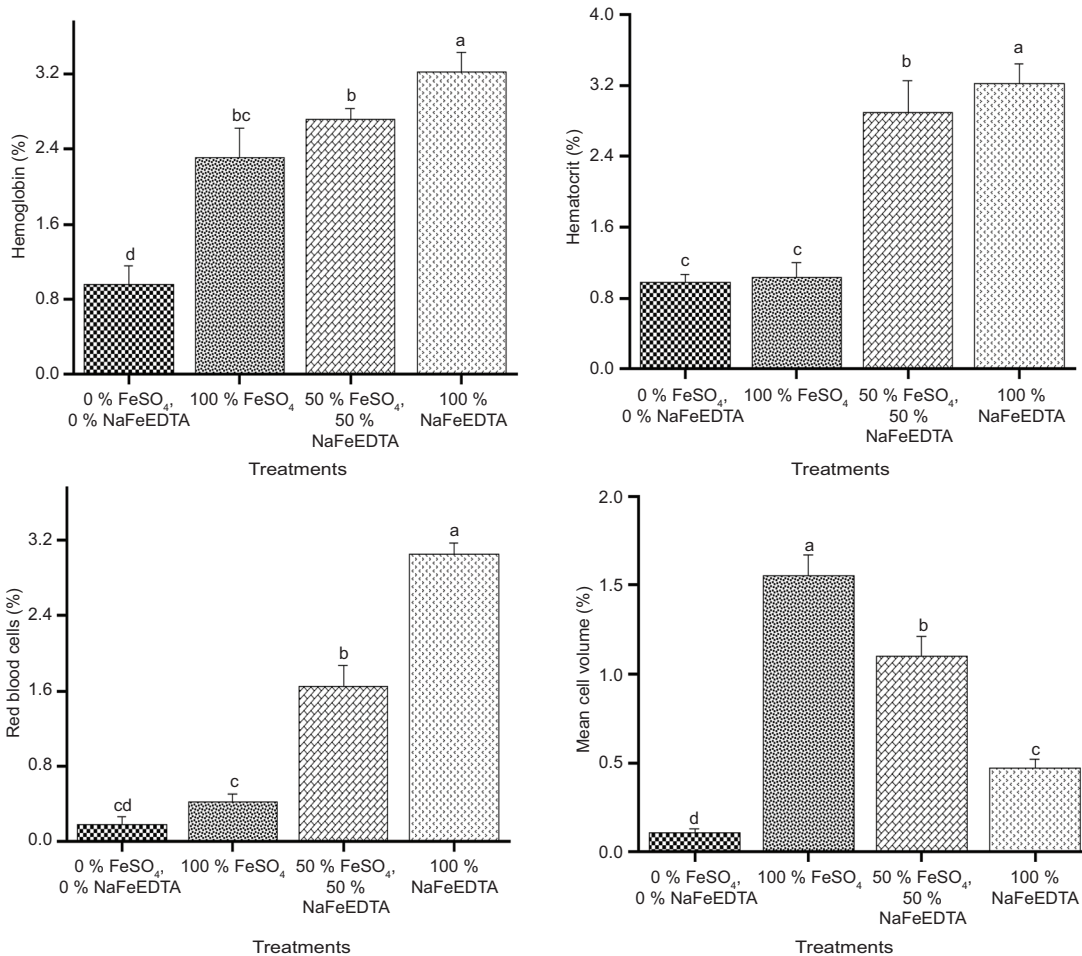 Hemoglobin (%)
3.2
2.4
1.6
0.8
0.0
d
bc
b
a
0 % FeSO₄,
0 % NaFeEDTA
100 % FeSO₄
50 % FeSO₄,
50 %
NaFeEDTA
100 %
NaFeEDTA
Treatments
Hematocrit (%)
4.0
3.2
2.4
1.6
0.8
0.0
c
c
b
a
0 % FeSO₄,
0 % NaFeEDTA
100 % FeSO₄
50 % FeSO₄,
50 %
NaFeEDTA
100 %
NaFeEDTA
Treatments
Red blood cells (%)
3.2
2.4
1.6
0.8
0.0
cd
c
b
a
0 % FeSO₄,
0 % NaFeEDTA
100 % FeSO₄
50 % FeSO₄,
50 %
NaFeEDTA
100 %
NaFeEDTA
Treatments
Mean cell volume (%)
2.0
1.5
1.0
0.5
0.0
d
a
b
c
0 % FeSO₄,
0 % NaFeEDTA
100 % FeSO₄
50 % FeSO₄,
50 %
NaFeEDTA
100 %
NaFeEDTA
Treatments